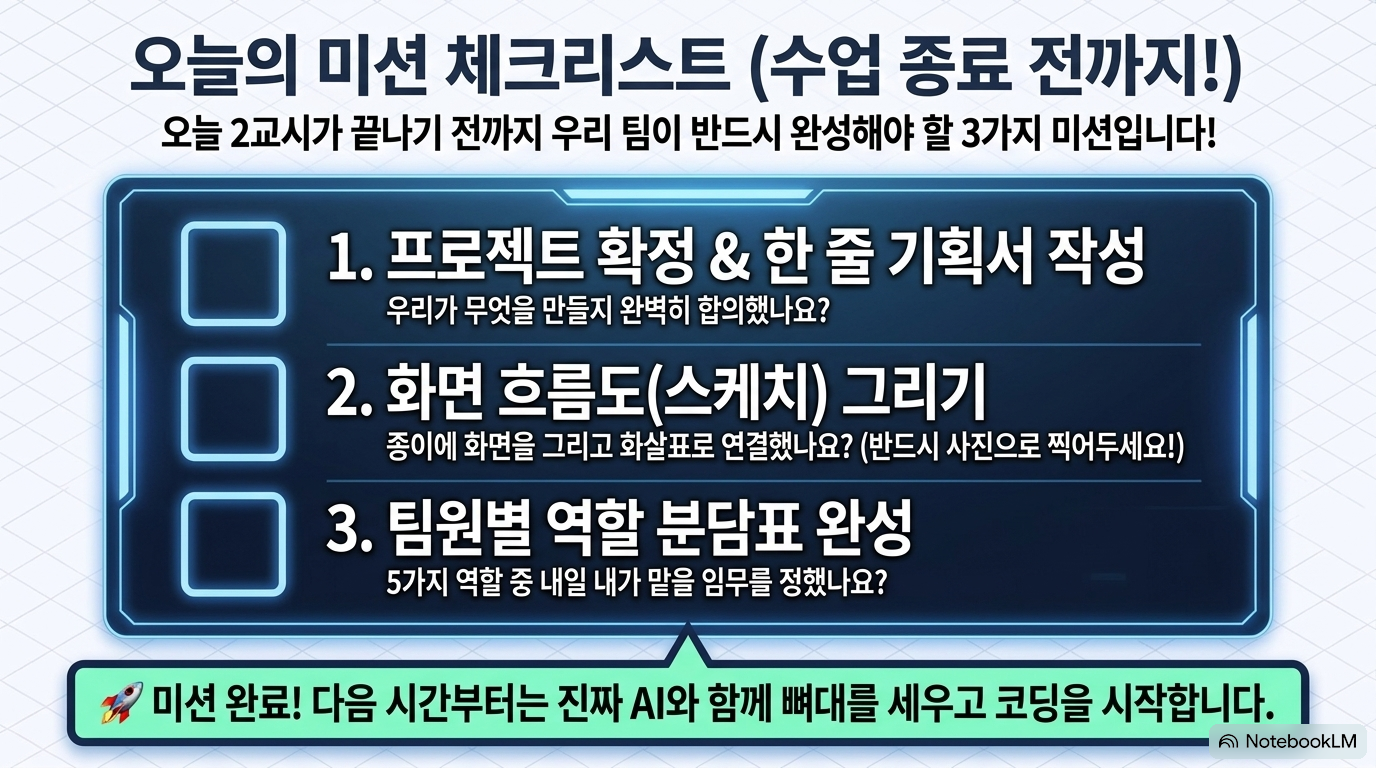 오늘의 미션 체크리스트 (수업 종료 전까지!)
오늘 2교시가 끝나기 전까지 우리 팀이 반드시 완성해야 할 3가지 미션입니다!
1. 프로젝트 확정 & 한 줄 기획서 작성
우리가 무엇을 만들지 완벽히 합의했나요?
2. 화면 흐름도(스케치) 그리기
종이에 화면을 그리고 화살표로 연결했나요? (반드시 사진으로 찍어두세요!)
3. 팀원별 역할 분담표 완성
5가지 역할 중 내일 내가 맡을 임무를 정했나요?
🚀 미션 완료! 다음 시간부터는 진짜 AI와 함께 뼈대를 세우고 코딩을 시작합니다.
NotebookLM